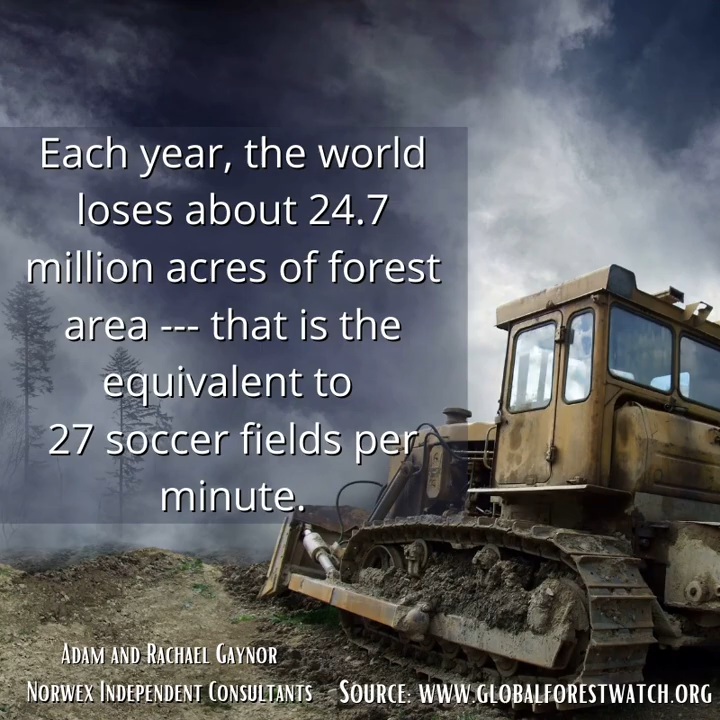 Each year, the world
loses about 24.7
million acres of forest
area --- that is the
equivalent to
27 soccer fields per
minute.
Adam and Rachael Gaynor
Norwex Independent Consultants
Source: www.globalforestwatch.org